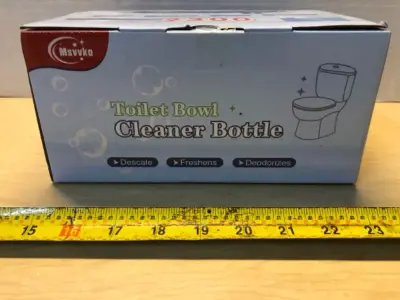 Msvvko
Toilet Bowl
Cleaner Bottle
Descale Freshens Deodorizes
15 16 17 18 19 20 21 22 23